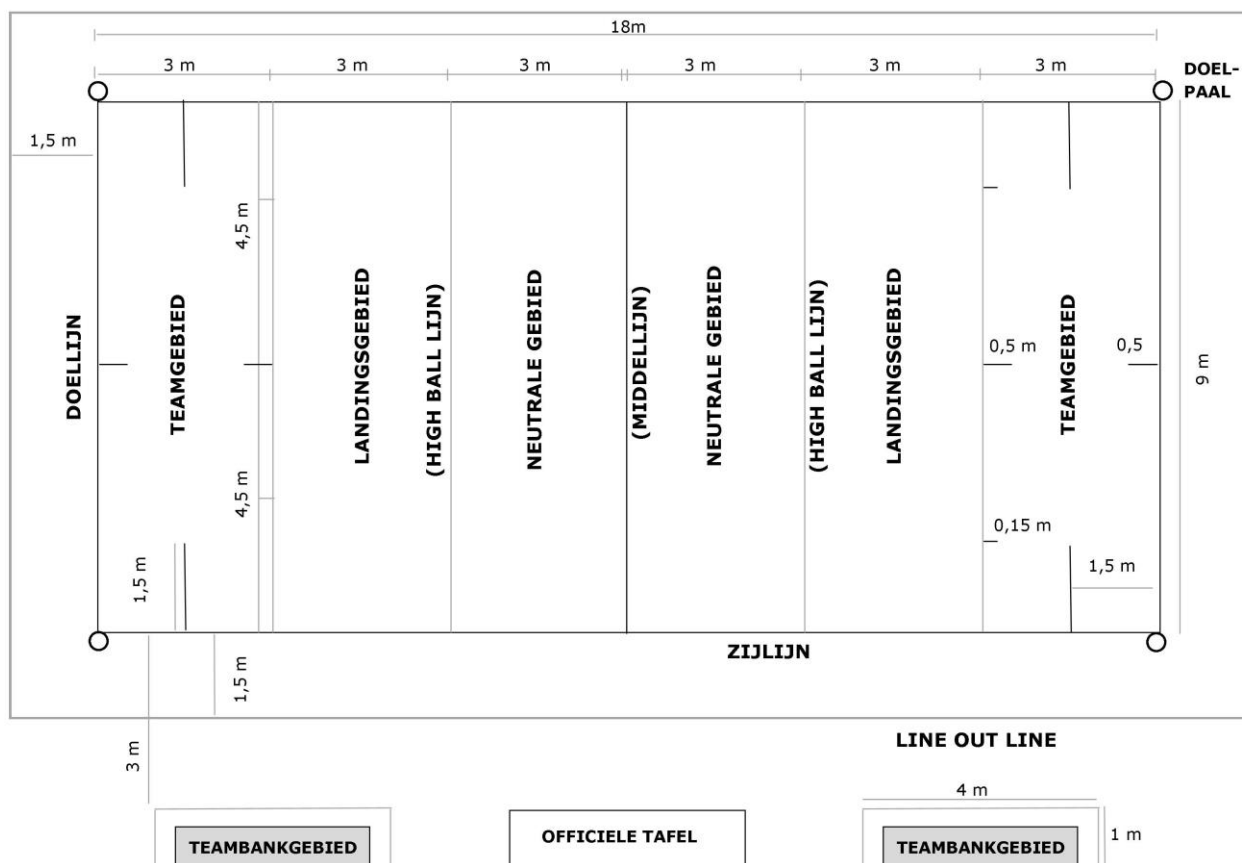 18m
3 m
3 m
3 m
3 m
3 m
3 m
DOEL-
PAAL
1,5 m
4,5 m
DOELLIJN
TEAMGEBIED
LANDINGSGEBIED
(HIGH BALL LIJN)
NEUTRALE GEBIED
(MIDDELLIJN)
NEUTRALE GEBIED
(HIGH BALL LIJN)
LANDINGSGEBIED
0,5 m
TEAMGEBIED
0,5
9 m
4,5 m
0,15 m
1,5 m
1,5 m
ZIJLIJN
1,5 m
3 m
LINE OUT LINE
4 m
TEAMBANKGEBIED
OFFICIELE TAFEL
TEAMBANKGEBIED
1 m